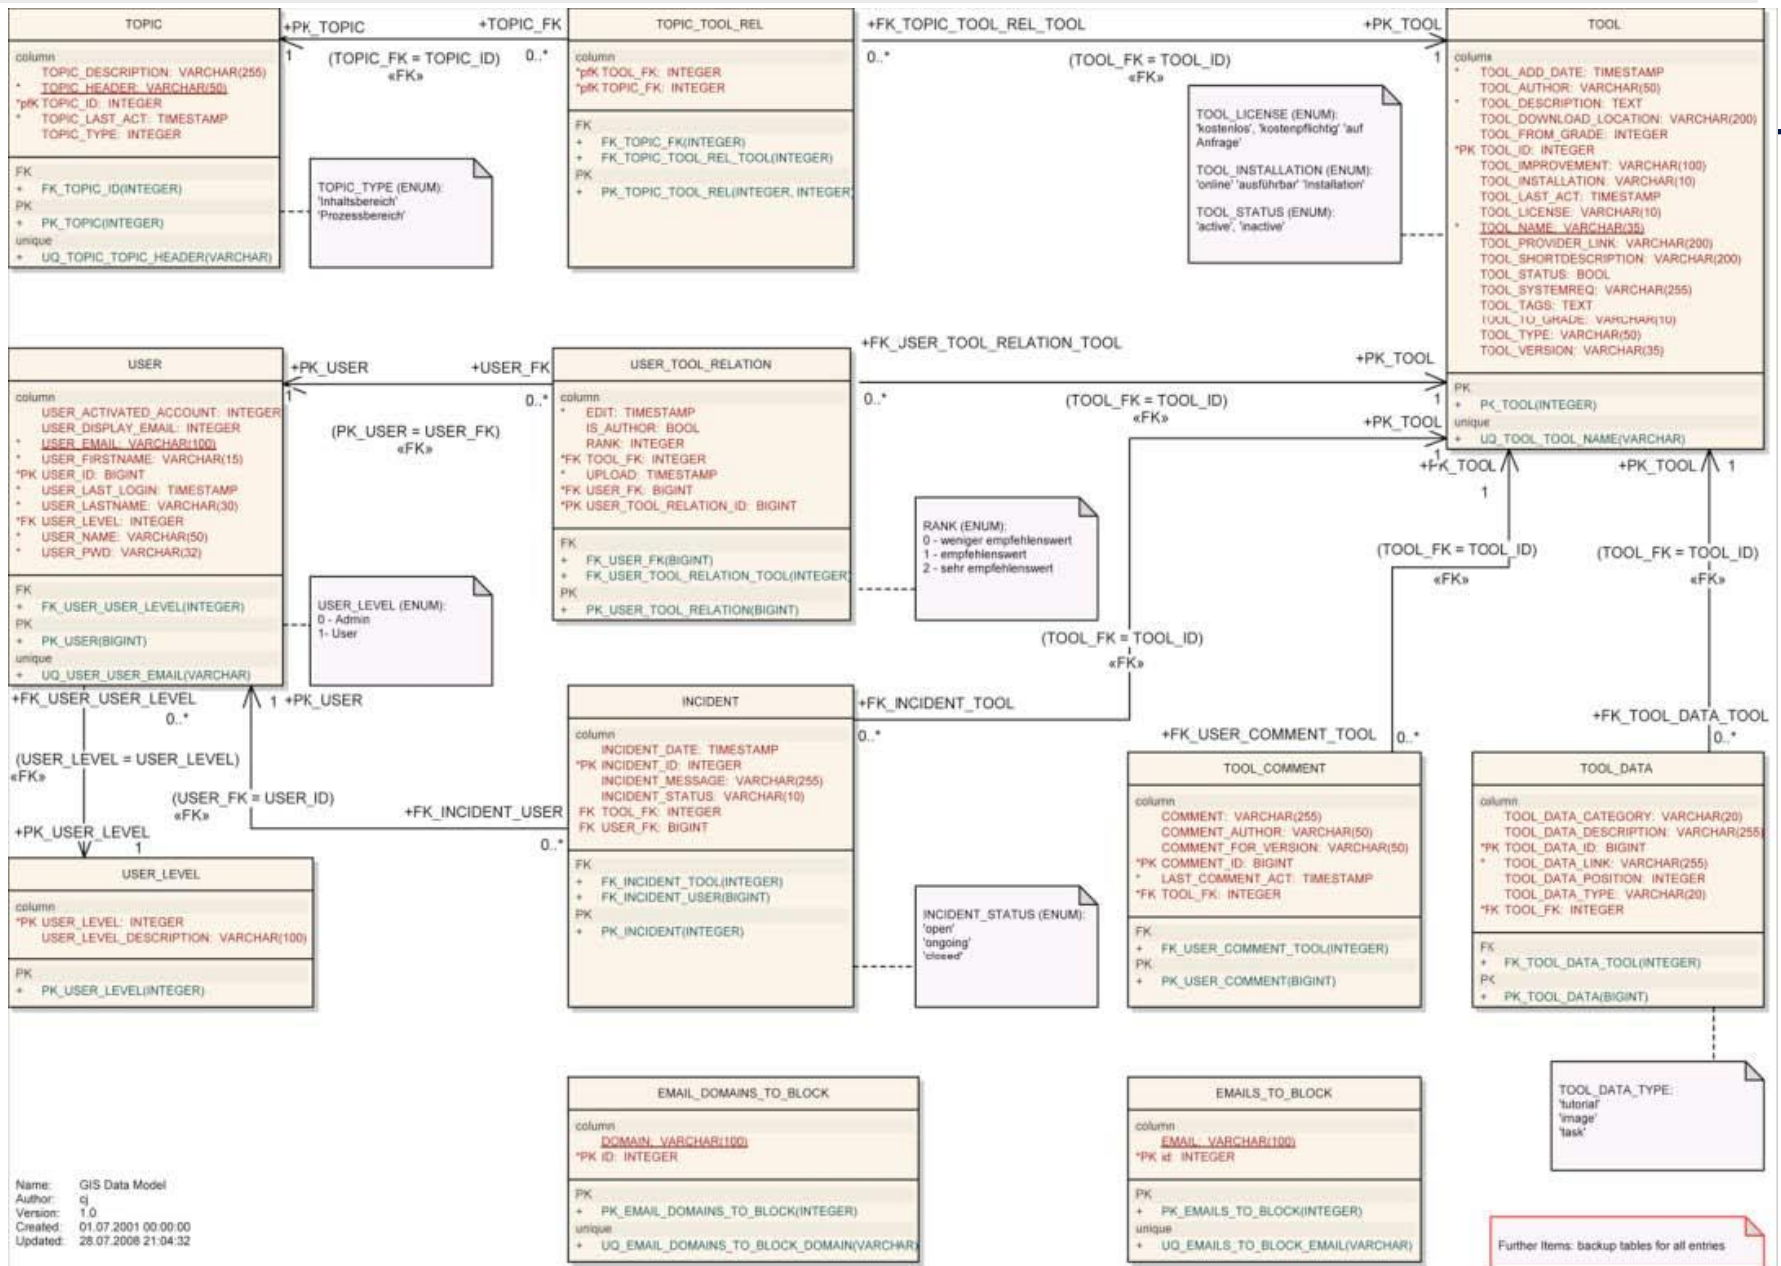 TOPIC
column
TOPIC_DESCRIPTION: VARCHAR(255)
* TOPIC_HEADER: VARCHAR(50)
*pfK TOPIC_ID: INTEGER
* TOPIC_LAST_ACT: TIMESTAMP
TOPIC_TYPE: INTEGER
FK
+ FK_TOPIC_ID(INTEGER)
PK
+ PK_TOPIC(INTEGER)
unique
+ UQ_TOPIC_TOPIC_HEADER(VARCHAR)
+PK_TOPIC
1
(TOPIC_FK = TOPIC_ID)
«FK»
+TOPIC_FK
0..*
TOPIC_TYPE (ENUM):
'Inhaltsbereich'
'Prozessbereich'
TOPIC_TOOL_REL
column
*pfK TOOL_FK: INTEGER
*pfK TOPIC_FK: INTEGER
FK
+ FK_TOPIC_FK(INTEGER)
+ FK_TOPIC_TOOL_REL_TOOL(INTEGER)
PK
+ PK_TOPIC_TOOL_REL(INTEGER, INTEGER)
+FK_TOPIC_TOOL_REL_TOOL
0..*
(TOOL_FK = TOOL_ID)
«FK»
+PK_TOOL
1
TOOL_LICENSE (ENUM):
'kostenlos', 'kostenpflichtig' 'auf
Anfrage'
TOOL_INSTALLATION (ENUM):
'online' 'ausführbar' 'Installation'
TOOL_STATUS (ENUM):
'active', 'inactive'
TOOL
column
* TOOL_ADD_DATE: TIMESTAMP
TOOL_AUTHOR: VARCHAR(50)
* TOOL_DESCRIPTION: TEXT
TOOL_DOWNLOAD_LOCATION: VARCHAR(200)
TOOL_FROM_GRADE: INTEGER
*PK TOOL_ID: INTEGER
TOOL_IMPROVEMENT: VARCHAR(100)
TOOL_INSTALLATION: VARCHAR(10)
TOOL_LAST_ACT: TIMESTAMP
TOOL_LICENSE: VARCHAR(10)
* TOOL_NAME: VARCHAR(35)
TOOL_PROVIDER_LINK: VARCHAR(200)
TOOL_SHORTDESCRIPTION: VARCHAR(200)
TOOL_STATUS: BOOL
TOOL_SYSTEMREQ: VARCHAR(255)
TOOL_TAGS: TEXT
TOOL_TO_GRADE: VARCHAR(10)
TOOL_TYPE: VARCHAR(50)
TOOL_VERSION: VARCHAR(35)
PK
+ PK_TOOL(INTEGER)
unique
+ UQ_TOOL_TOOL_NAME(VARCHAR)
USER
column
USER_ACTIVATED_ACCOUNT: INTEGER
USER_DISPLAY_EMAIL: INTEGER
* USER_EMAIL: VARCHAR(100)
* USER_FIRSTNAME: VARCHAR(15)
*PK USER_ID: BIGINT
* USER_LAST_LOGIN: TIMESTAMP
* USER_LASTNAME: VARCHAR(30)
*FK USER_LEVEL: INTEGER
* USER_NAME: VARCHAR(50)
* USER_PWD: VARCHAR(32)
FK
+ FK_USER_USER_LEVEL(INTEGER)
PK
+ PK_USER(BIGINT)
unique
+ UQ_USER_USER_EMAIL(VARCHAR)
+PK_USER
1
(PK_USER = USER_FK)
«FK»
+USER_FK
0..*
USER_LEVEL (ENUM):
0 - Admin
1- User
USER_TOOL_RELATION
column
* EDIT: TIMESTAMP
IS_AUTHOR: BOOL
RANK: INTEGER
*FK TOOL_FK: INTEGER
* UPLOAD: TIMESTAMP
*FK USER_FK: BIGINT
*PK USER_TOOL_RELATION_ID: BIGINT
FK
+ FK_USER_FK(BIGINT)
+ FK_USER_TOOL_RELATION_TOOL(INTEGER)
PK
+ PK_USER_TOOL_RELATION(BIGINT)
+FK_USER_TOOL_RELATION_TOOL
0..*
(TOOL_FK = TOOL_ID)
«FK»
+PK_TOOL
1
+PK_TOOL
1
+PK_TOOL
1
+PK_TOOL
1
RANK (ENUM):
0 - weniger empfehlenswert
1 - empfehlenswert
2 - sehr empfehlenswert
(TOOL_FK = TOOL_ID)
«FK»
(TOOL_FK = TOOL_ID)
«FK»
(TOOL_FK = TOOL_ID)
«FK»
+FK_USER_USER_LEVEL
0..*
1 +PK_USER
(USER_LEVEL = USER_LEVEL)
«FK»
(USER_FK = USER_ID)
«FK»
+PK_USER_LEVEL
1
+FK_INCIDENT_USER
0..*
USER_LEVEL
column
*PK USER_LEVEL: INTEGER
USER_LEVEL_DESCRIPTION: VARCHAR(100)
PK
+ PK_USER_LEVEL(INTEGER)
INCIDENT
column
INCIDENT_DATE: TIMESTAMP
*PK INCIDENT_ID: INTEGER
INCIDENT_MESSAGE: VARCHAR(255)
INCIDENT_STATUS: VARCHAR(10)
FK TOOL_FK: INTEGER
FK USER_FK: BIGINT
FK
+ FK_INCIDENT_TOOL(INTEGER)
+ FK_INCIDENT_USER(BIGINT)
PK
+ PK_INCIDENT(INTEGER)
+FK_INCIDENT_TOOL
0..*
INCIDENT_STATUS (ENUM):
'open'
'ongoing'
'closed'
+FK_USER_COMMENT_TOOL
0..*
TOOL_COMMENT
column
COMMENT: VARCHAR(255)
COMMENT_AUTHOR: VARCHAR(50)
COMMENT_FOR_VERSION: VARCHAR(50)
*PK COMMENT_ID: BIGINT
* LAST_COMMENT_ACT: TIMESTAMP
*FK TOOL_FK: INTEGER
FK
+ FK_USER_COMMENT_TOOL(INTEGER)
PK
+ PK_USER_COMMENT(BIGINT)
+FK_TOOL_DATA_TOOL
0..*
TOOL_DATA
column
TOOL_DATA_CATEGORY: VARCHAR(20)
TOOL_DATA_DESCRIPTION: VARCHAR(255)
*PK TOOL_DATA_ID: BIGINT
* TOOL_DATA_LINK: VARCHAR(255)
TOOL_DATA_POSITION: INTEGER
TOOL_DATA_TYPE: VARCHAR(20)
*FK TOOL_FK: INTEGER
FK
+ FK_TOOL_DATA_TOOL(INTEGER)
PK
+ PK_TOOL_DATA(BIGINT)
TOOL_DATA_TYPE:
'tutorial'
'image'
'task'
EMAIL_DOMAINS_TO_BLOCK
column
DOMAIN: VARCHAR(100)
*PK ID: INTEGER
PK
+ PK_EMAIL_DOMAINS_TO_BLOCK(INTEGER)
unique
+ UQ_EMAIL_DOMAINS_TO_BLOCK_DOMAIN(VARCHAR)
EMAILS_TO_BLOCK
column
EMAIL: VARCHAR(100)
*PK id: INTEGER
PK
+ PK_EMAILS_TO_BLOCK(INTEGER)
unique
+ UQ_EMAILS_TO_BLOCK_EMAIL(VARCHAR)
Name: GIS Data Model
Author: cj
Version: 1.0
Created: 01.07.2001 00:00:00
Updated: 28.07.2008 21:04:32
Further Items: backup tables for all entries